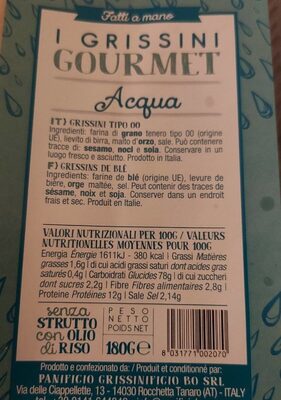 Fatti a mano
I GRISSINI
GOURMET
Acqua
IT) GRISSINI TIPO 00
Ingredienti: farina di grano tenero tipo 00 (origine
UE), lievito di birra, malto d'orzo, sale. Può contenere
tracce di: sesamo, noci e soia. Conservare in un
luogo fresco e asciutto. Prodotto in Italia.
F) GRESSINS DE BLÉ
Ingrédients: farine de blé (origine UE), levure de
bière, orge maltée, sel. Peut contenir des traces de
sésame, noix et soja. Conserver dans un endroit
frais et sec. Produit en Italie.
VALORI NUTRIZIONALI PER 100G/ VALEURS
NUTRITIONELLES MOYENNES POUR 100G
Energia Énergie 1611kJ - 380 kcal | Grassi Matières
grasses 1,6g | di cui acidi grassi saturi dont acides gras
saturés 0,4g | Carboidrati Glucides 78g | di cui zuccheri
dont sucres 2,2g | Fibre Fibres alimentaires 2,8g |
Proteine Protéines 12g | Sale Sel 2,14g
senza
STRUTTO
con OLIO
di RISO
PESO
NETTO
POIDS NET
180G e
8 031771 002070
Prodotto e confezionato da: / Produit et conditionné par:
PANIFICIO GRISSINIFICIO BO SRL
Via delle Ciappellette, 13 - 14030 Rocchetta Tanaro (AT) - ITALY